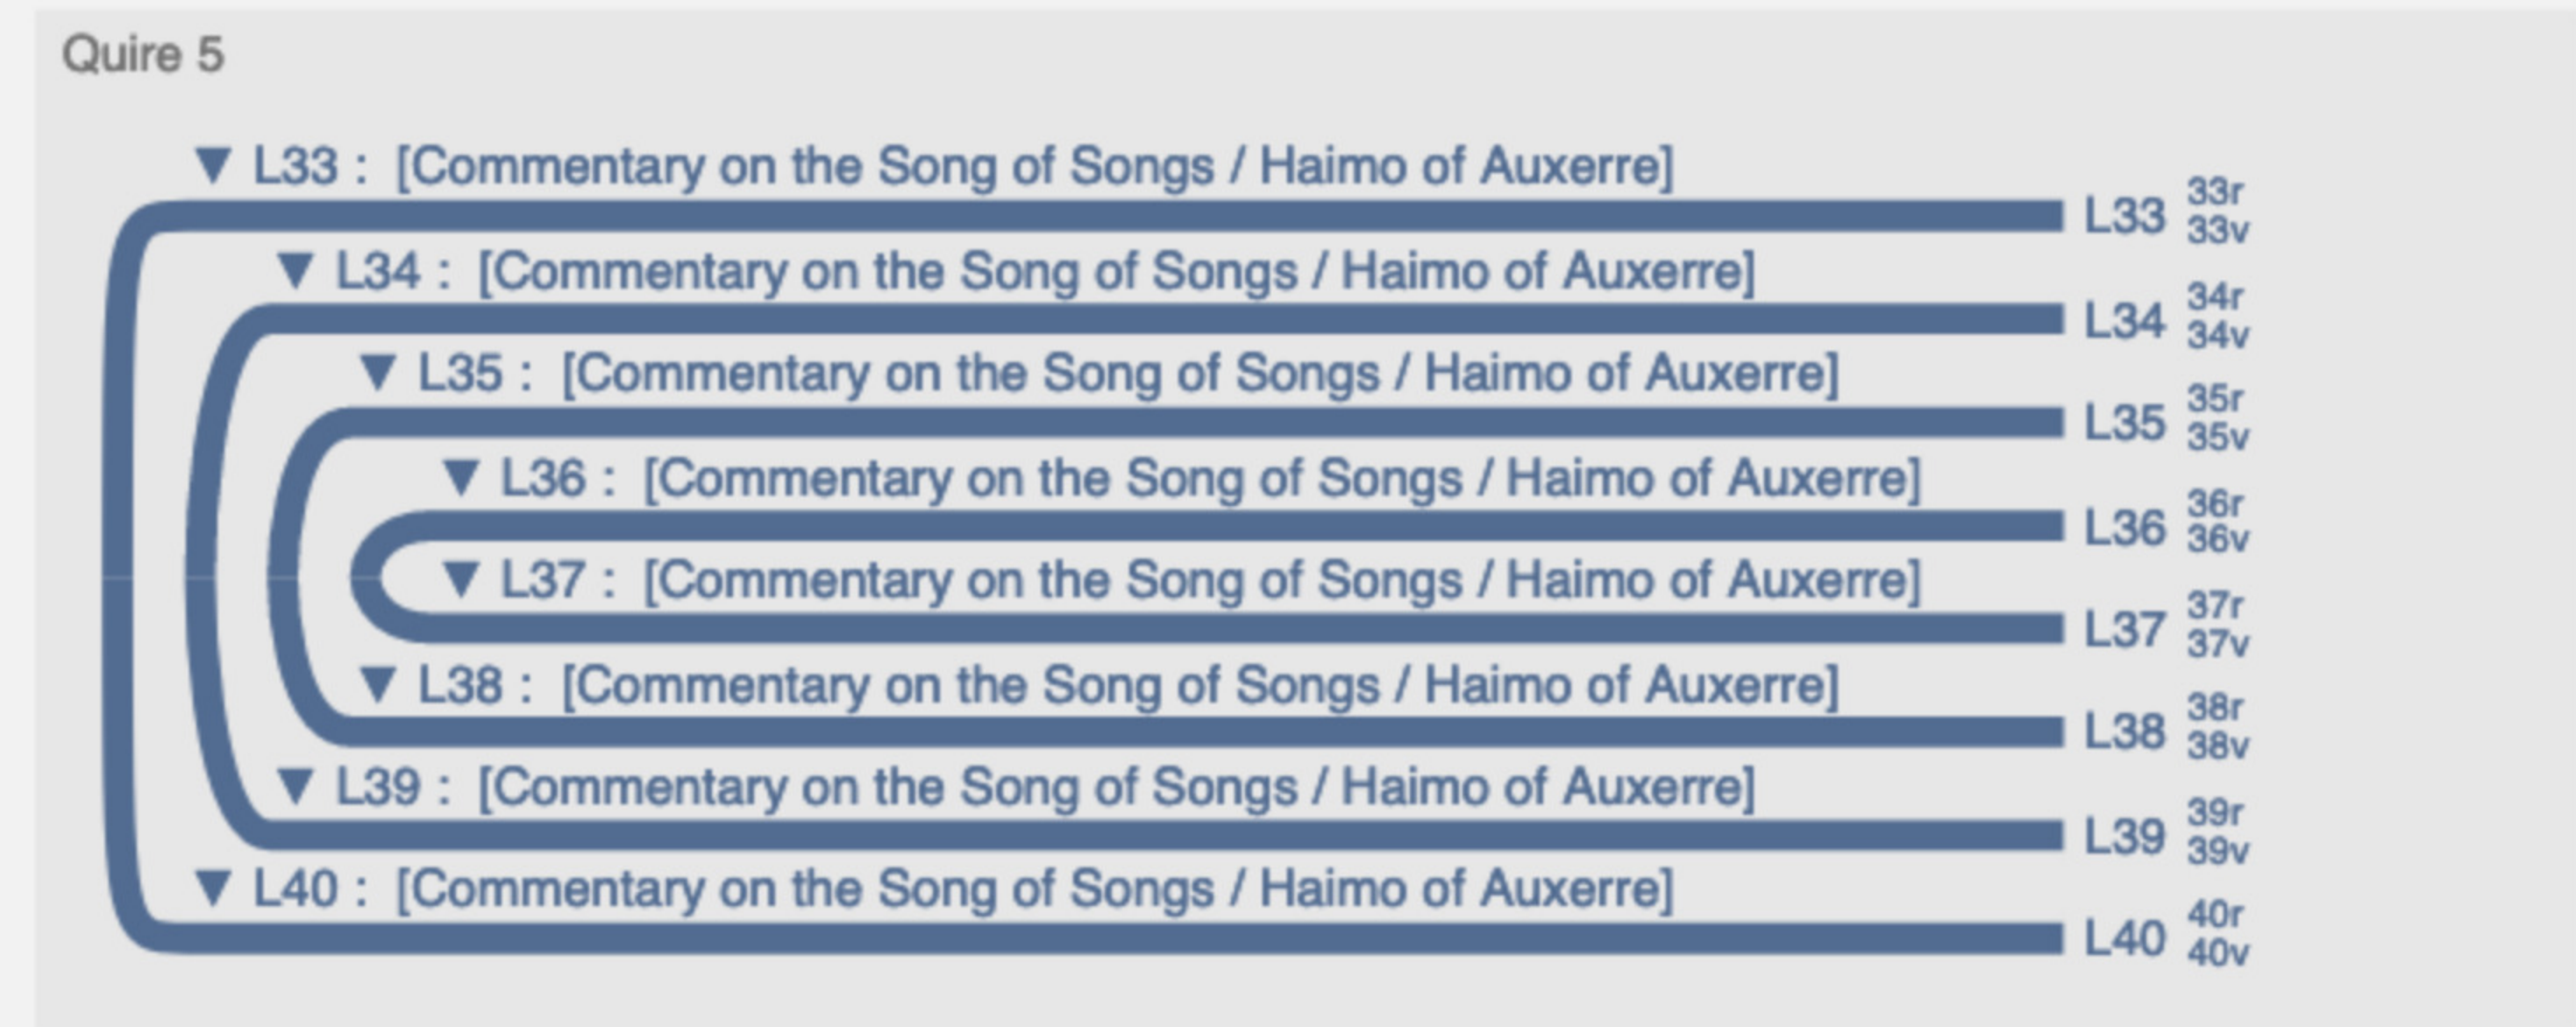 Quire 5
▼ L33 : [Commentary on the Song of Songs / Haimo of Auxerre]
L33 33r
33v
▼ L34 : [Commentary on the Song of Songs / Haimo of Auxerre]
L34 34r
34v
▼ L35 : [Commentary on the Song of Songs / Haimo of Auxerre]
L35 35r
35v
▼ L36 : [Commentary on the Song of Songs / Haimo of Auxerre]
L36 36r
36v
▼ L37 : [Commentary on the Song of Songs / Haimo of Auxerre]
L37 37r
37v
▼ L38 : [Commentary on the Song of Songs / Haimo of Auxerre]
L38 38r
38v
▼ L39 : [Commentary on the Song of Songs / Haimo of Auxerre]
L39 39r
39v
▼ L40 : [Commentary on the Song of Songs / Haimo of Auxerre]
L40 40r
40v